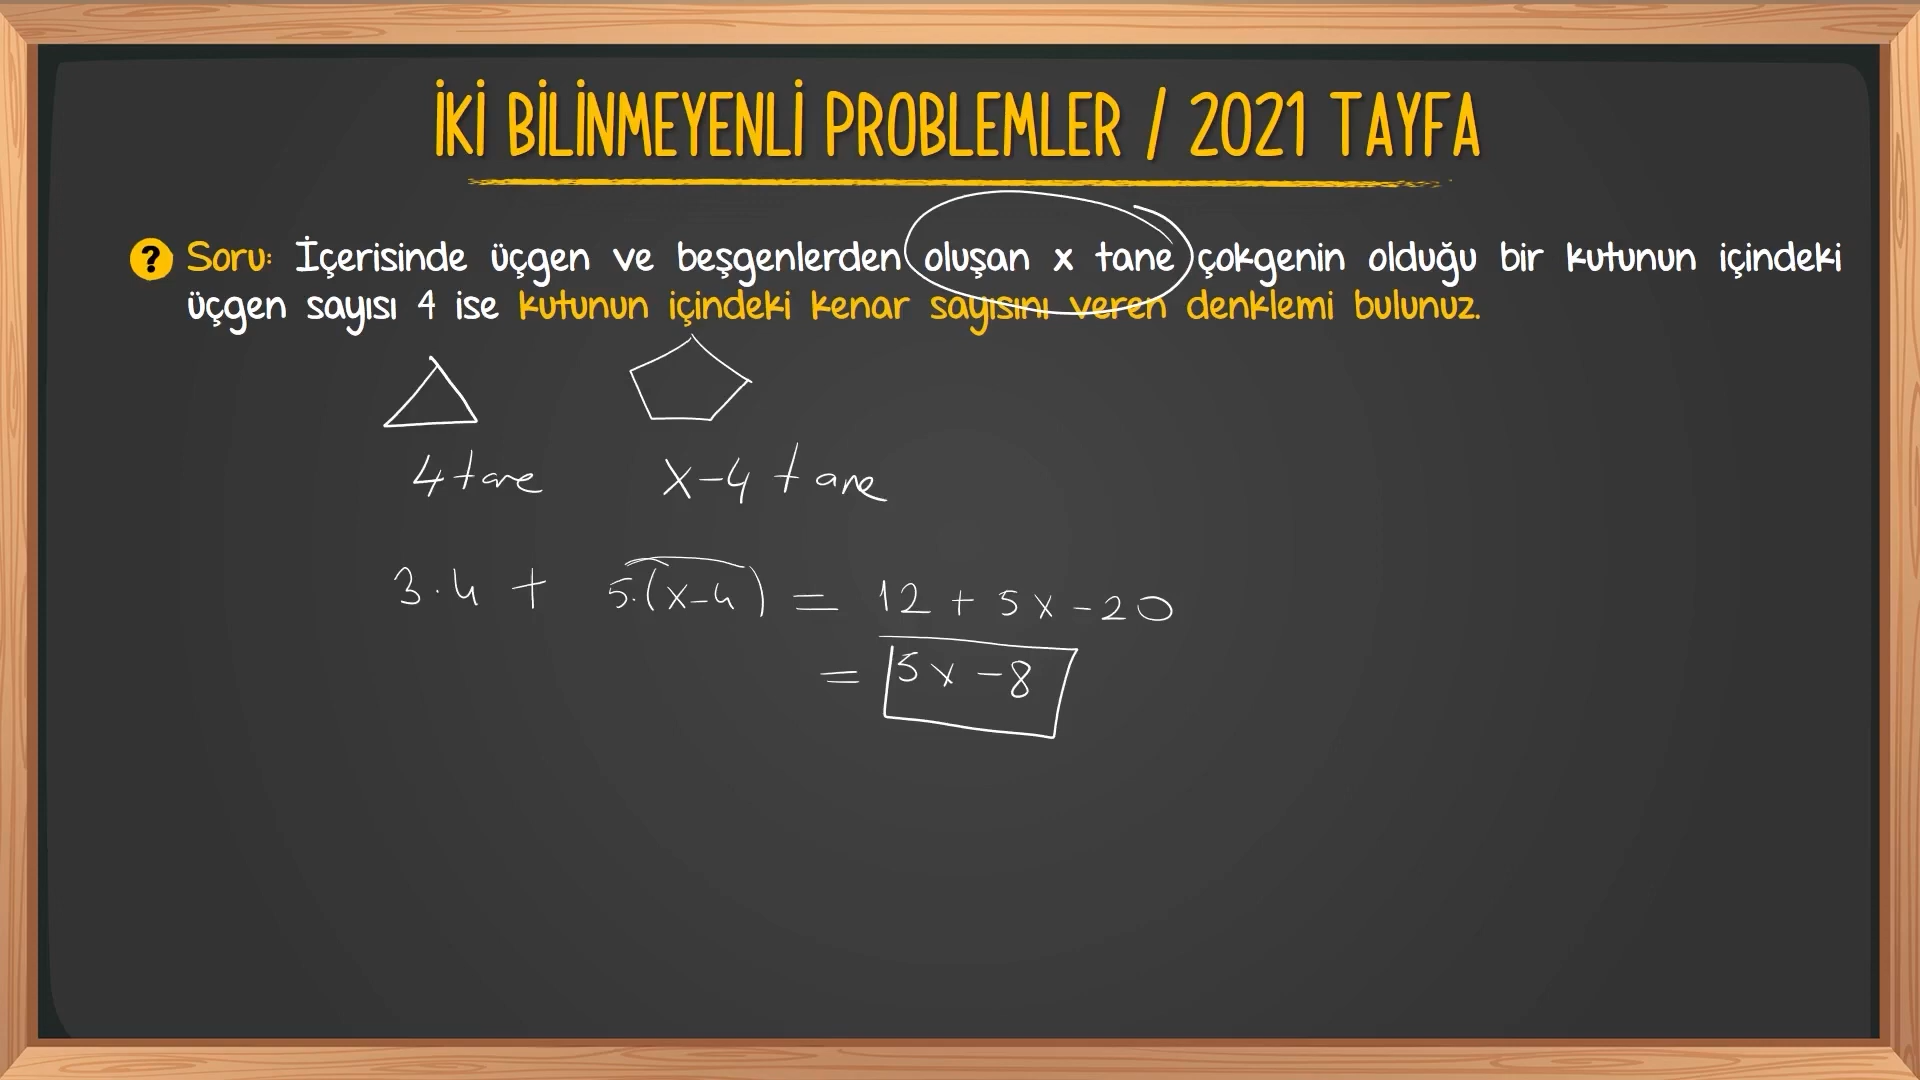 İKİ BİLİNMEYENLİ PROBLEMLER / 2021 TAYFA
? Soru: İçerisinde üçgen ve beşgenlerden oluşan x tane çokgenin olduğu bir kutunun içindeki
üçgen sayısı 4 ise kutunun içindeki kenar sayısını veren denklemi bulunuz.
4 tane x-4 tane
3.4 + 5.(x-4) = 12 + 5x - 20
= 5x - 8